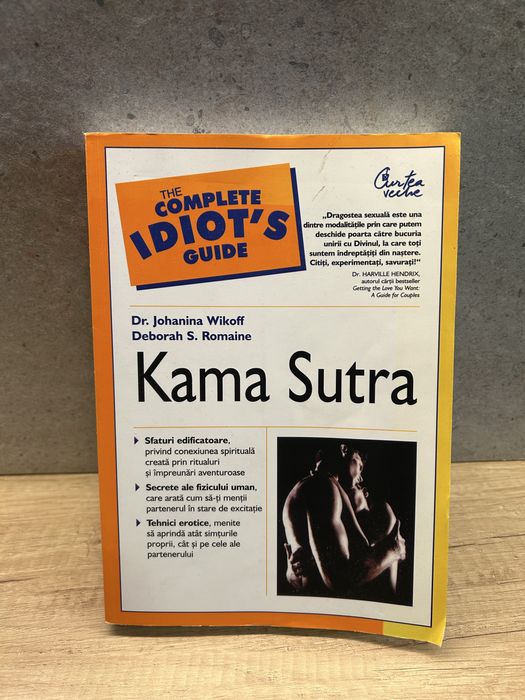 THE
COMPLETE
IDIOT'S
GUIDE
Curtea
veche
„Dragostea sexuală este una
dintre modalitățile prin care putem
deschide poarta către bucuria
unirii cu Divinul, la care toți
suntem îndreptățiți din naștere.
Citiți, experimentați, savurați!"
Dr. HARVILLE HENDRIX,
autorul cărții bestseller
Getting the Love You Want:
A Guide for Couples
Dr. Johanina Wikoff
Deborah S. Romaine
Kama Sutra
Sfaturi edificatoare,
privind conexiunea spirituală
creată prin ritualuri
și împreunări aventuroase
Secrete ale fizicului uman,
care arată cum să-ți menții
partenerul în stare de excitație
Tehnici erotice, menite
să aprindă atât simțurile
proprii, cât și pe cele ale
partenerului